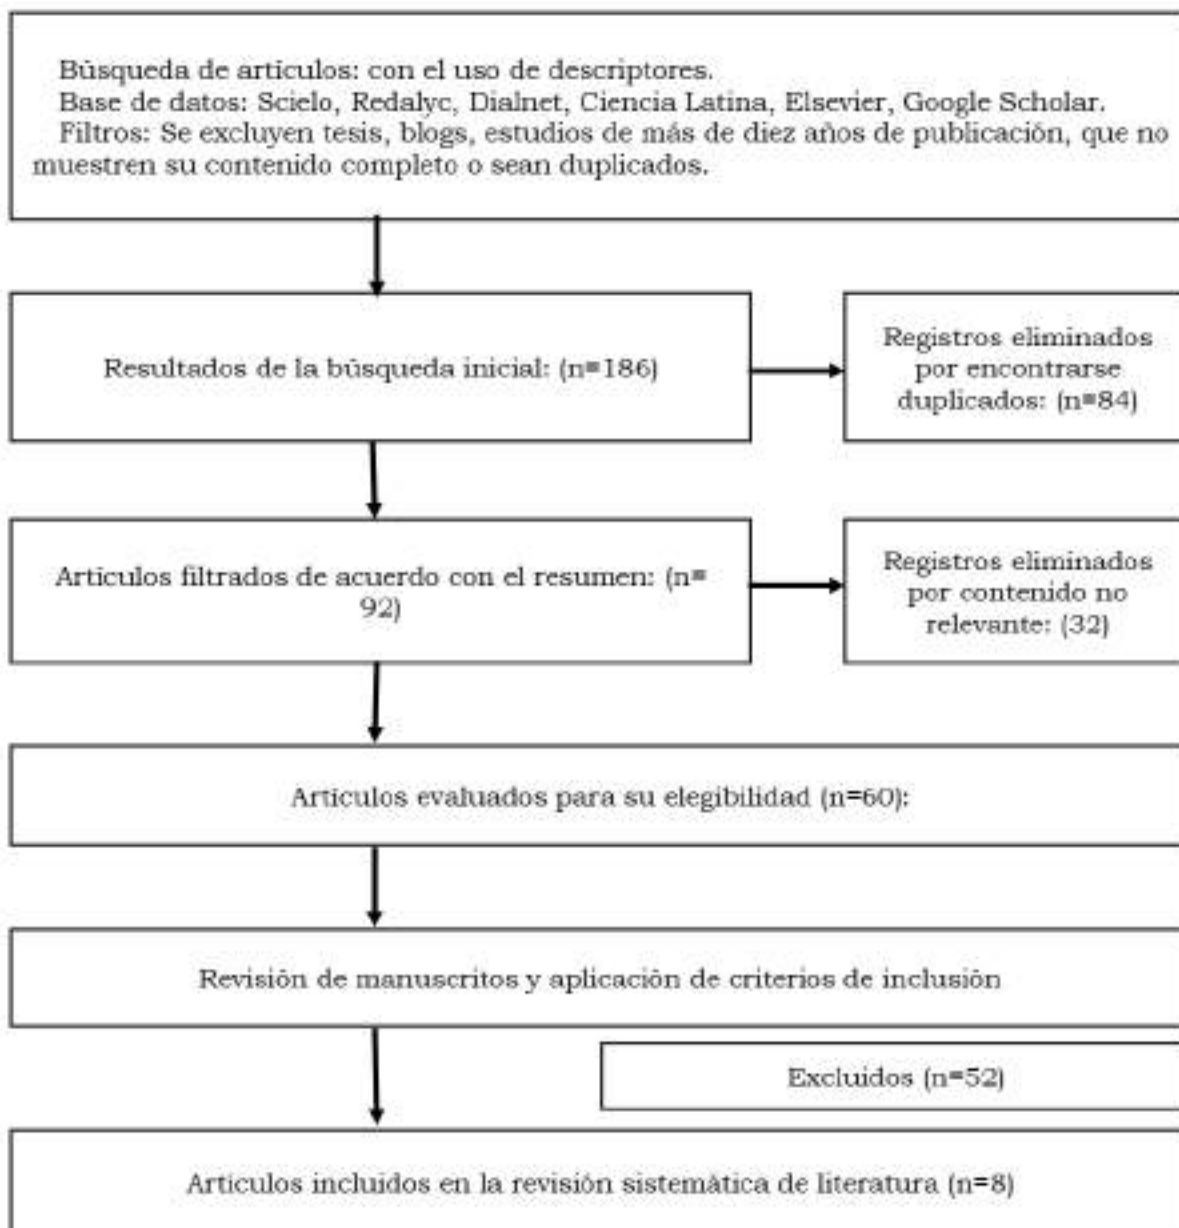 Búsqueda de artículos: con el uso de descriptores.
Base de datos: Scielo, Redalyc, Dialnet, Ciencia Latina, Elsevier, Google Scholar.
Filtros: Se excluyen tesis, blogs, estudios de más de diez años de publicación, que no
muestren su contenido completo o sean duplicados.
Resultados de la búsqueda inicial: (n=186)
Registros eliminados
por encontrarse
duplicados: (n=84)
Artículos filtrados de acuerdo con el resumen: (n=
92)
Registros eliminados
por contenido no
relevante: (32)
Artículos evaluados para su elegibilidad (n=60):
Revisión de manuscritos y aplicación de criterios de inclusión
Excluidos (n=52)
Artículos incluidos en la revisión sistemática de literatura (n=8)